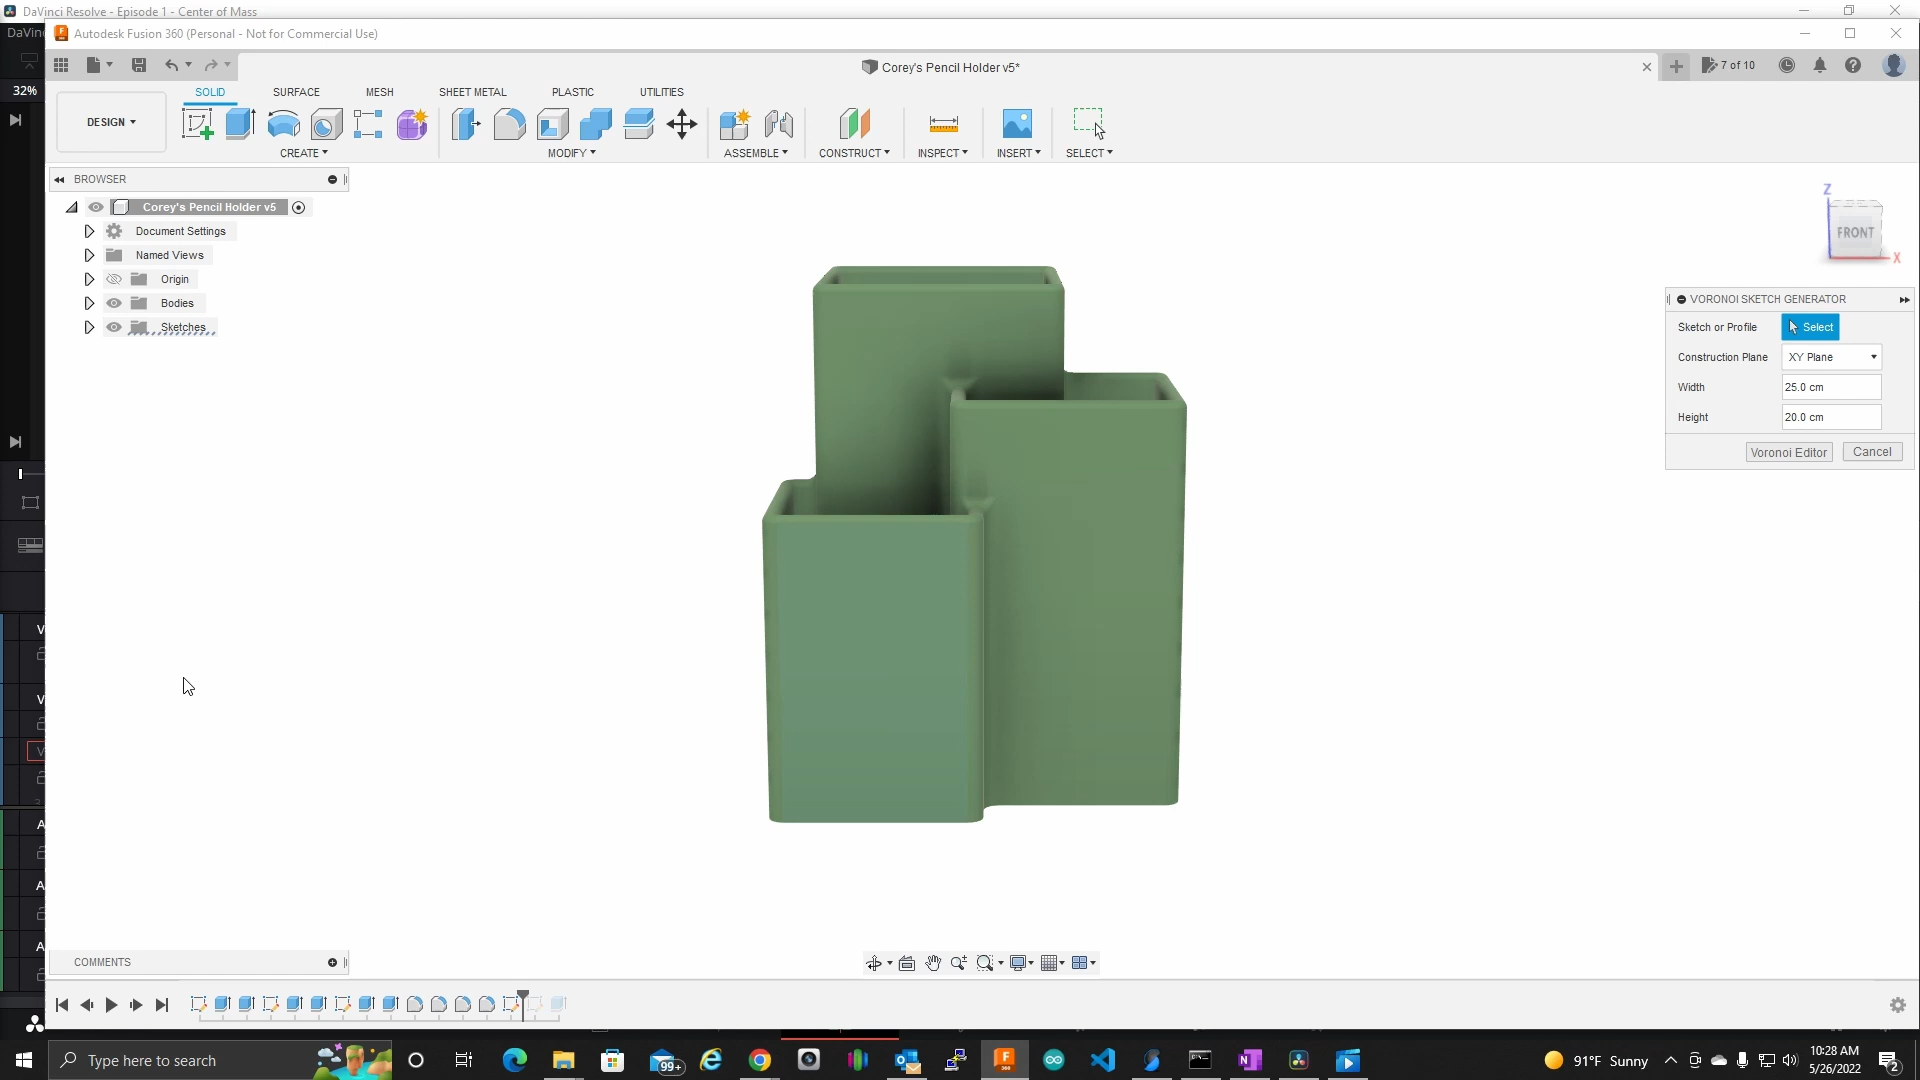 DaVinci Resolve - Episode 1 - Center of Mass
DaVinc
Autodesk Fusion 360 (Personal - Not for Commercial Use)
Corey's Pencil Holder v5*
7 of 10
32%
SOLID
SURFACE
MESH
SHEET METAL
PLASTIC
UTILITIES
DESIGN
CREATE
MODIFY
ASSEMBLE
CONSTRUCT
INSPECT
INSERT
SELECT
BROWSER
Corey's Pencil Holder v5
Document Settings
Named Views
Origin
Bodies
Sketches
Z
FRONT
X
VORONOI SKETCH GENERATOR
Sketch or Profile
Select
Construction Plane
XY Plane
Width
25.0 cm
Height
20.0 cm
Voronoi Editor
Cancel
V
V
V
3
A
A
A
COMMENTS
Type here to search
99+
F
360
91°F Sunny
10:28 AM
5/26/2022
2